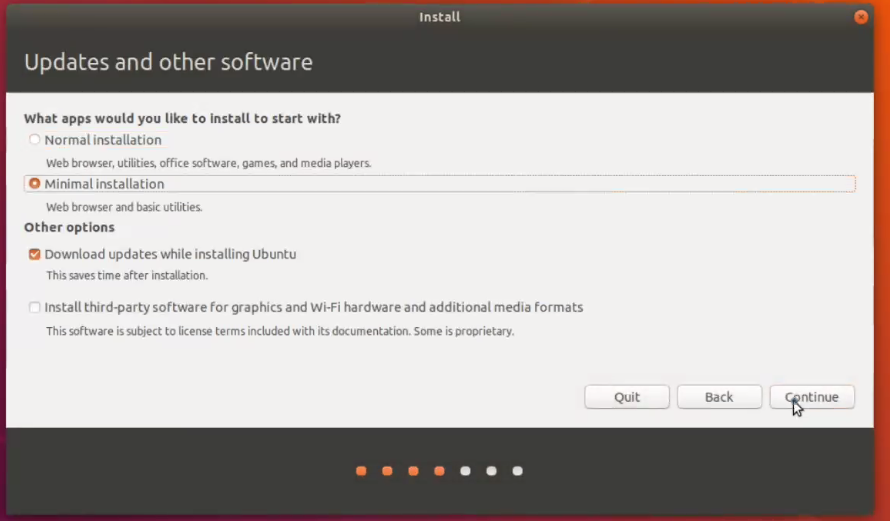 Install
Updates and other software
What apps would you like to install to start with?
Normal installation
Web browser, utilities, office software, games, and media players.
Minimal installation
Web browser and basic utilities.
Other options
Download updates while installing Ubuntu
This saves time after installation.
Install third-party software for graphics and Wi-Fi hardware and additional media formats
This software is subject to license terms included with its documentation. Some is proprietary.
Quit Back Continue